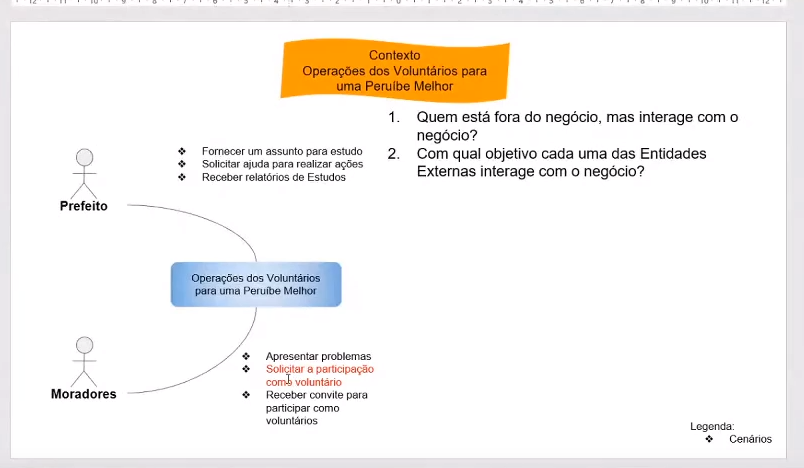 Contexto
Operações dos Voluntários para
uma Peruíbe Melhor
1. Quem está fora do negócio, mas interage com o
negócio?
2. Com qual objetivo cada uma das Entidades
Externas interage com o negócio?
❖ Fornecer um assunto para estudo
❖ Solicitar ajuda para realizar ações
❖ Receber relatórios de Estudos
Prefeito
Operações dos Voluntários
para uma Peruíbe Melhor
❖ Apresentar problemas
❖ Solicitar a participação
como voluntário
❖ Receber convite para
participar como
voluntários
Moradores
Legenda:
❖ Cenários